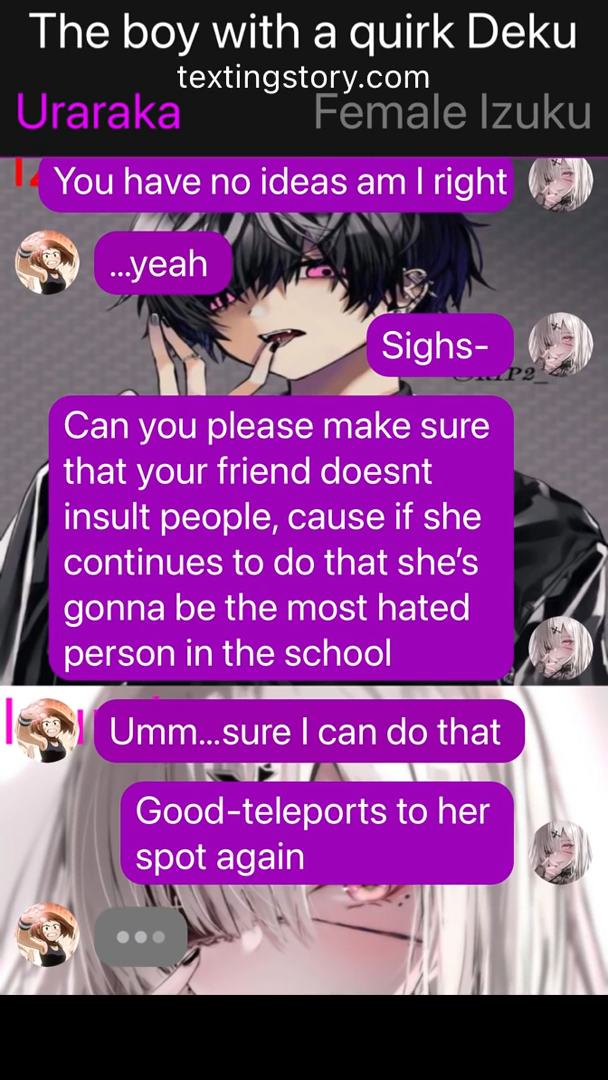 The boy with a quirk Deku
textingstory.com
Uraraka Female Izuku
You have no ideas am I right
...yeah
Sighs-
Can you please make sure
that your friend doesnt
insult people, cause if she
continues to do that she's
gonna be the most hated
person in the school
Umm...sure I can do that
Good-teleports to her
spot again